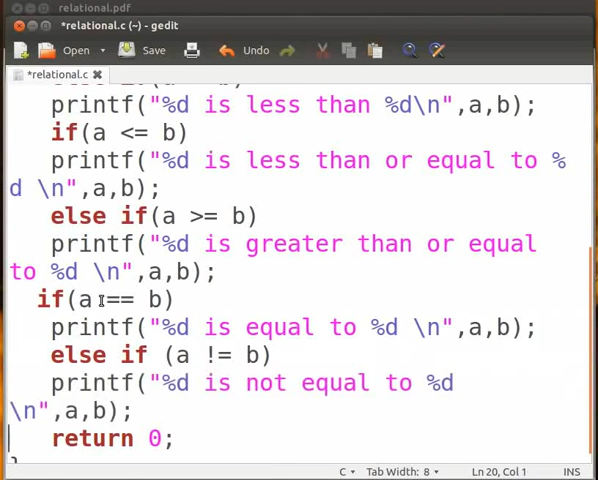 relational.pdf
*relational.c (~) - gedit
Open Save Undo
*relational.c
printf("%d is less than %d\n",a,b);
if(a <= b)
printf("%d is less than or equal to %
d \n",a,b);
else if(a >= b)
printf("%d is greater than or equal
to %d \n",a,b);
if(a == b)
printf("%d is equal to %d \n",a,b);
else if (a != b)
printf("%d is not equal to %d
\n",a,b);
return 0;
C Tab Width: 8 Ln 20, Col 1 INS